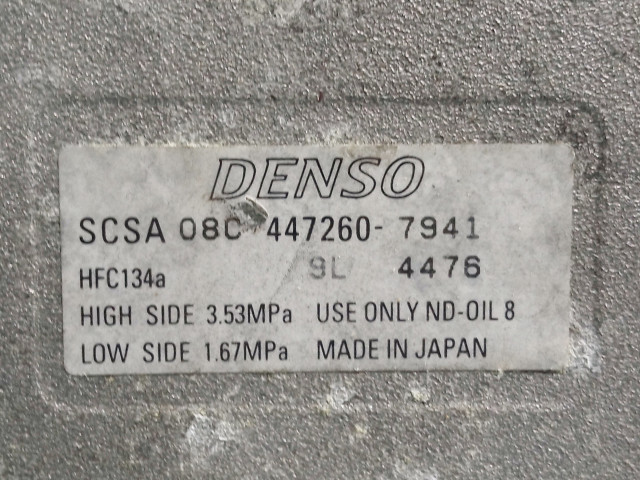 DENSO
SCSA 08C 447260-7941
HFC134a 9L 4476
HIGH SIDE 3.53MPa USE ONLY ND-OIL 8
LOW SIDE 1.67MPa MADE IN JAPAN